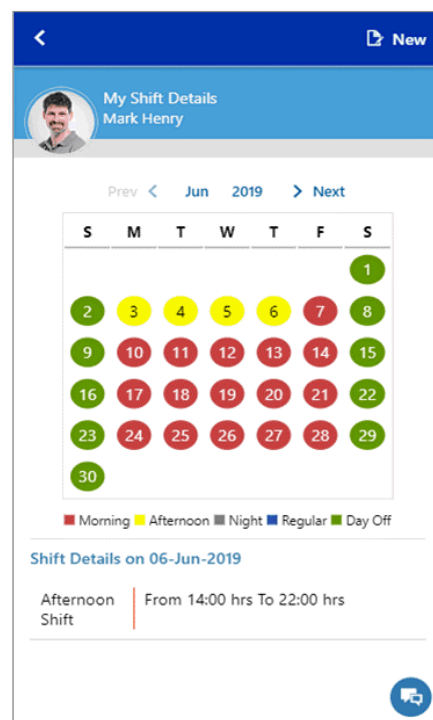 New
My Shift Details
Mark Henry
Prev Jun 2019 Next
S M T W T F S
1
2 3 4 5 6 7 8
9 10 11 12 13 14 15
16 17 18 19 20 21 22
23 24 25 26 27 28 29
30
Morning Afternoon Night Regular Day Off
Shift Details on 06-Jun-2019
Afternoon From 14:00 hrs To 22:00 hrs
Shift